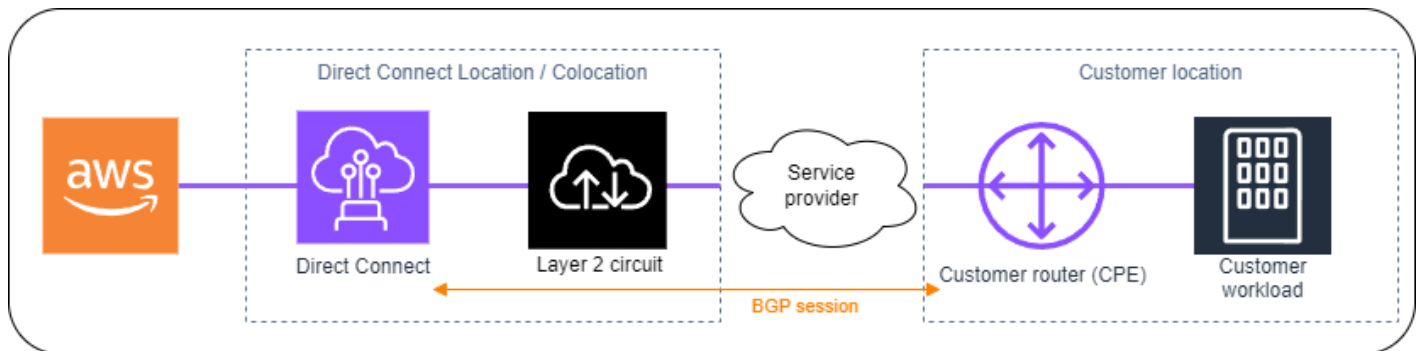 Direct Connect Location / Colocation
Customer location
aws
Service
provider
Direct Connect
Layer 2 circuit
Customer router (CPE)
Customer
workload
BGP session